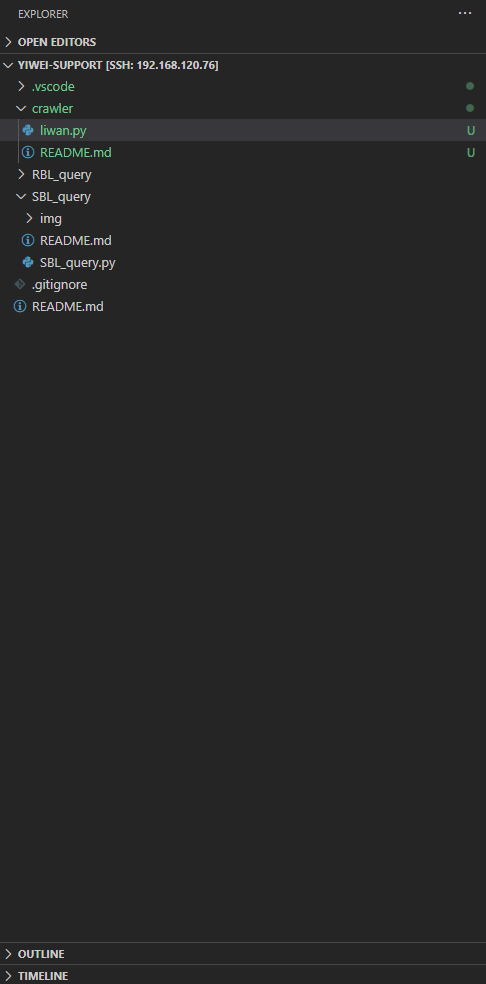 EXPLORER ...
OPEN EDITORS
YIWEI-SUPPORT [SSH: 192.168.120.76]
.vscode
crawler
liwan.py U
README.md U
RBL_query
SBL_query
img
README.md
SBL_query.py
.gitignore
README.md
OUTLINE
TIMELINE